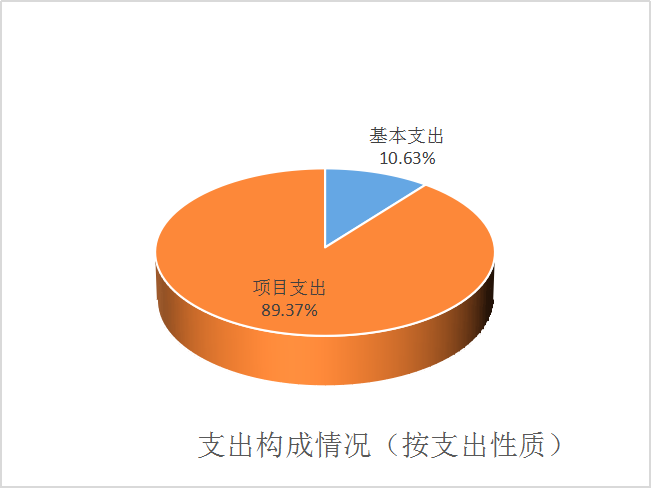 基本支出
10.63%
项目支出
89.37%
支出构成情况（按支出性质）